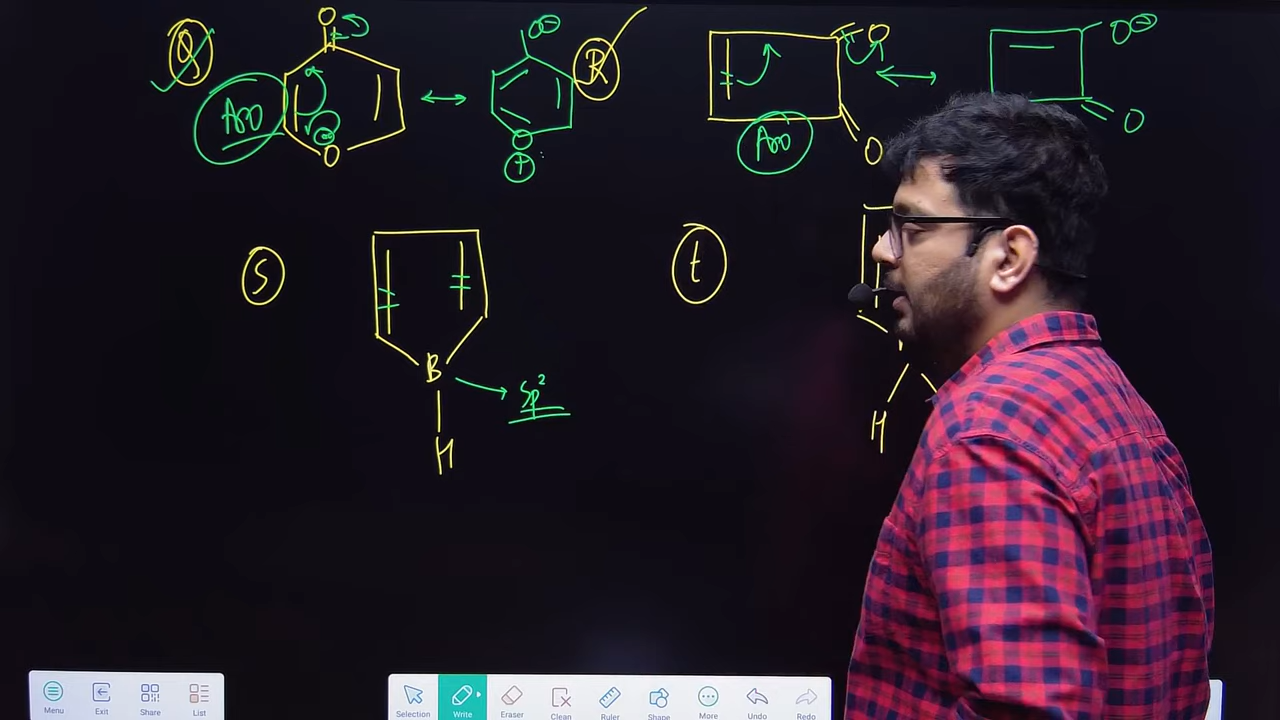 q O O⊖ R O O⊖
Aro ⊕ O O Aro O O
S t
B → sp²
H H
Menu Exit Share List Selection Write Eraser Clean Ruler Shape More Undo Redo